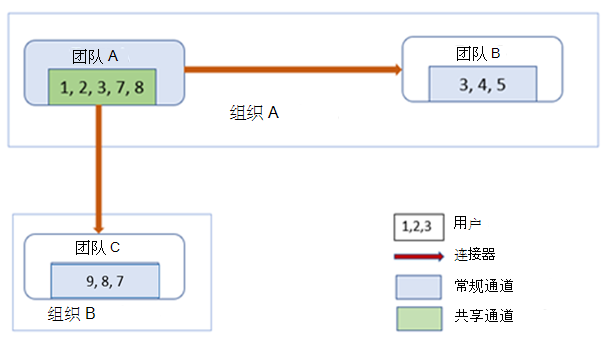 团队 A
1, 2, 3, 7, 8
团队 B
3, 4, 5
组织 A
团队 C
9, 8, 7
组织 B
1,2,3
用户
连接器
常规通道
共享通道